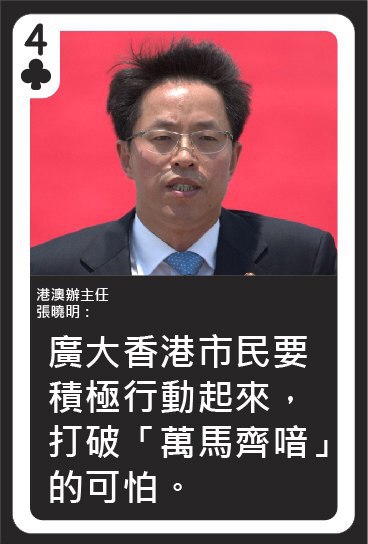 4
港澳辦主任
張曉明：
廣大香港市民要
積極行動起來，
打破「萬馬齊喑」
的可怕。